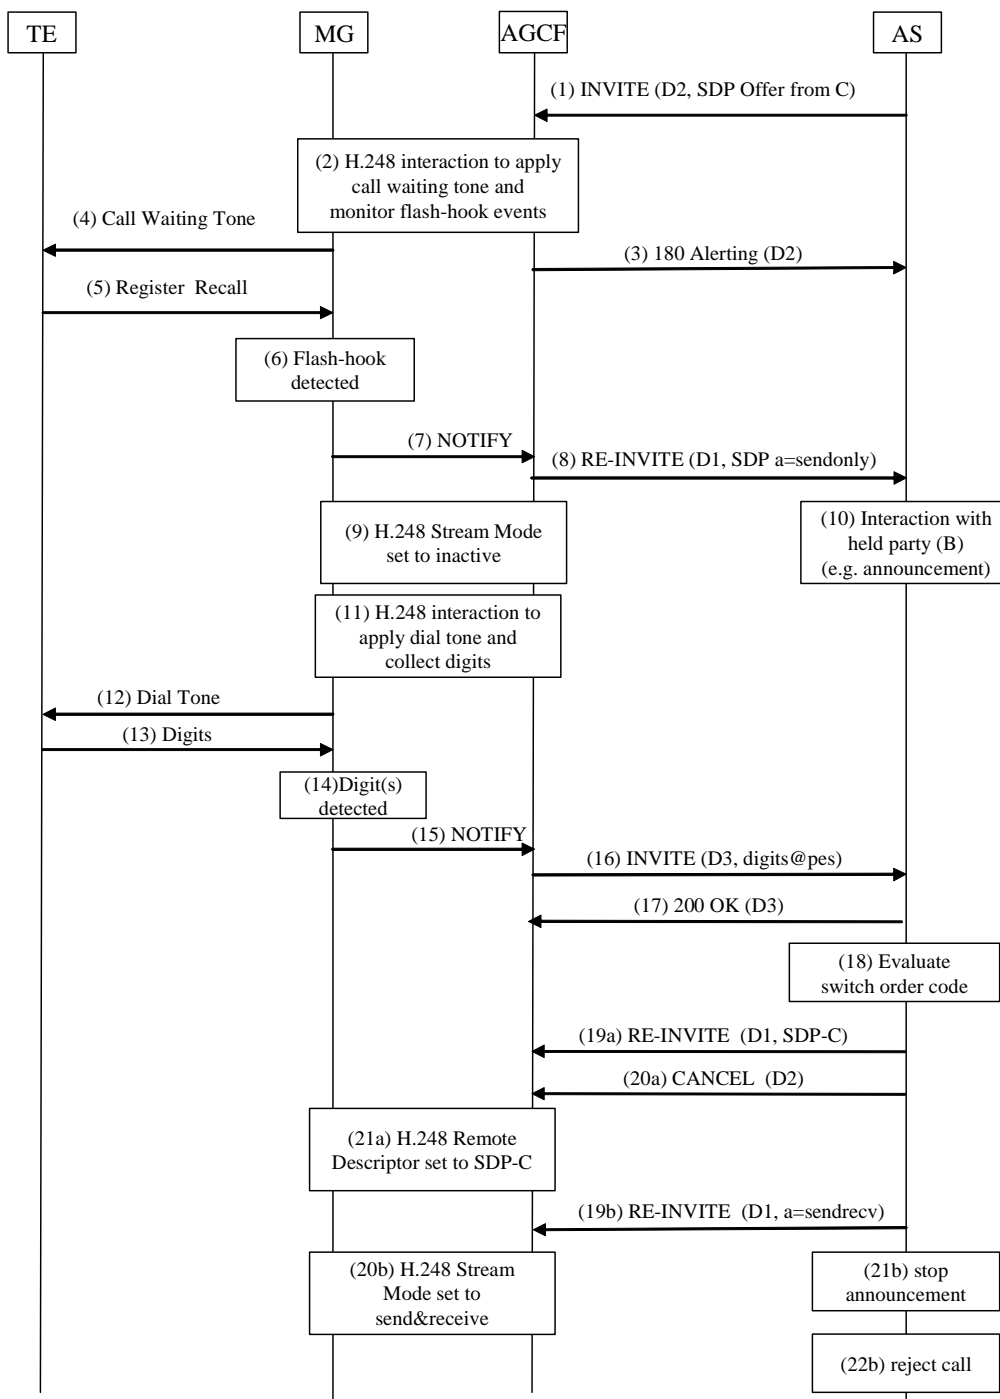 TE
MG
AGCF
AS
(1) INVITE (D2, SDP Offer from C)
(2) H.248 interaction to apply
call waiting tone and
monitor flash-hook events
(4) Call Waiting Tone
(3) 180 Alerting (D2)
(5) Register Recall
(6) Flash-hook
detected
(7) NOTIFY
(8) RE-INVITE (D1, SDP a=sendonly)
(9) H.248 Stream Mode
set to inactive
(10) Interaction with
held party (B)
(e.g. announcement)
(11) H.248 interaction to
apply dial tone and
collect digits
(12) Dial Tone
(13) Digits
(14)Digit(s)
detected
(15) NOTIFY
(16) INVITE (D3, digits@pes)
(17) 200 OK (D3)
(18) Evaluate
switch order code
(19a) RE-INVITE (D1, SDP-C)
(20a) CANCEL (D2)
(21a) H.248 Remote
Descriptor set to SDP-C
(19b) RE-INVITE (D1, a=sendrecv)
(20b) H.248 Stream
Mode set to
send&receive
(21b) stop
announcement
(22b) reject call